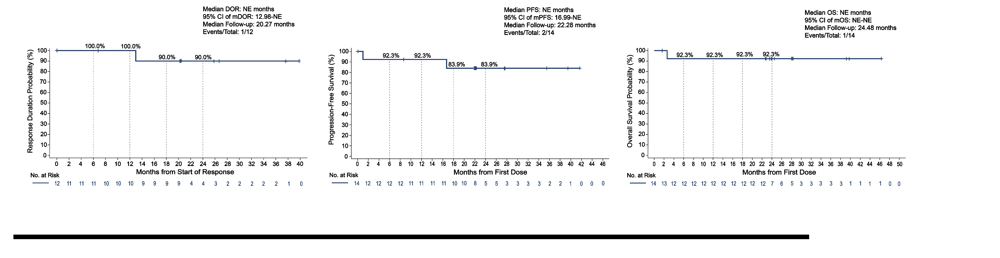 Median DOR: NE months
95% CI of mDOR: 12.98-NE
Median Follow-up: 20.27 months
Events/Total: 1/12
Response Duration Probability (%)
100
90
80
70
60
50
40
30
20
10
0
100.0% 100.0% 90.0% 90.0%
0 2 4 6 8 10 12 14 16 18 20 22 24 26 28 30 32 34 36 38 40
Months from Start of Response
No. at Risk
12 11 11 11 10 10 10 9 9 9 9 4 4 3 2 2 2 2 2 1 0
Median PFS: NE months
95% CI of mPFS: 16.99-NE
Median Follow-up: 22.28 months
Events/Total: 2/14
Progression-Free Survival (%)
100
90
80
70
60
50
40
30
20
10
0
92.3% 92.3% 83.9% 83.9%
0 2 4 6 8 10 12 14 16 18 20 22 24 26 28 30 32 34 36 38 40 42 44 46
Months from First Dose
No. at Risk
14 12 12 12 12 11 11 11 11 10 10 8 5 5 3 3 3 3 2 2 1 0 0 0
Median OS: NE months
95% CI of mOS: NE-NE
Median Follow-up: 24.48 months
Events/Total: 1/14
Overall Survival Probability (%)
100
90
80
70
60
50
40
30
20
10
0
92.3% 92.3% 92.3% 92.3%
0 2 4 6 8 10 12 14 16 18 20 22 24 26 28 30 32 34 36 38 40 42 44 46 48 50
Months from First Dose
No. at Risk
14 13 12 12 12 12 12 12 12 12 12 12 7 6 5 3 3 3 3 3 1 1 1 1 0 0